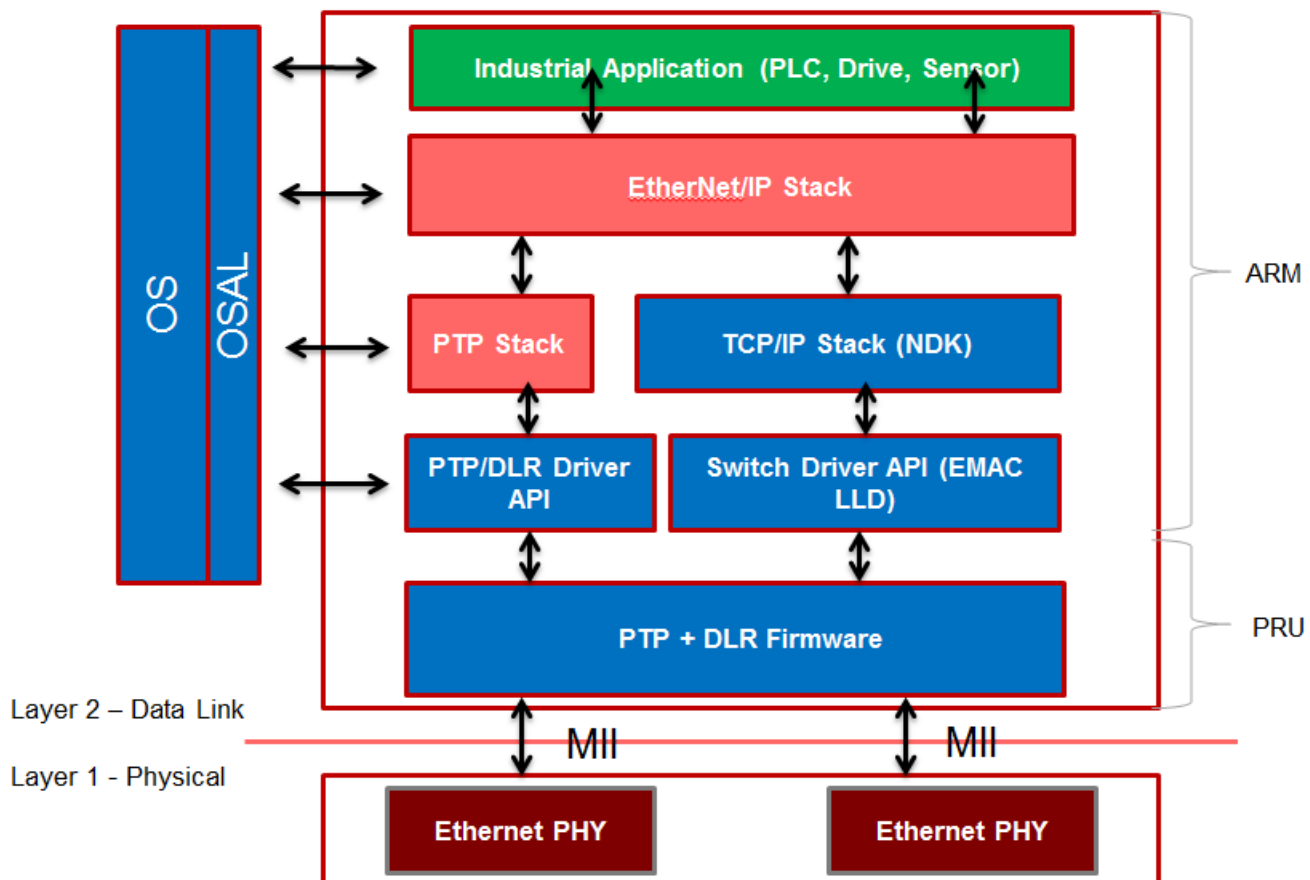 Industrial Application (PLC, Drive, Sensor)
EtherNet/IP Stack
OS
OSAL
ARM
PTP Stack
TCP/IP Stack (NDK)
PTP/DLR Driver
API
Switch Driver API (EMAC
LLD)
PTP + DLR Firmware
PRU
Layer 2 – Data Link
MII
MII
Layer 1 - Physical
Ethernet PHY
Ethernet PHY